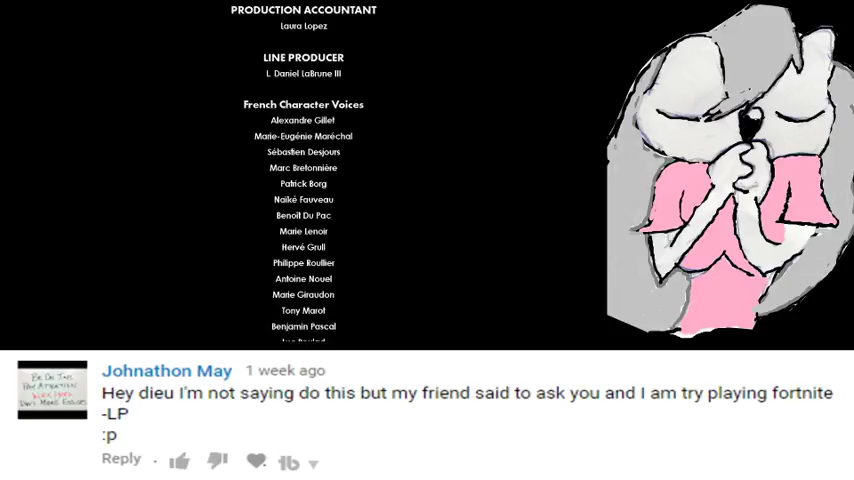 PRODUCTION ACCOUNTANT
Laura Lopez
LINE PRODUCER
L. Daniel LaBrune III
French Character Voices
Alexandre Gillet
Marie-Eugénie Maréchal
Sébastien Desjours
Marc Bretonnière
Patrick Borg
Naïké Fauveau
Benoît Du Pac
Marie Lenoir
Hervé Grull
Philippe Roullier
Antoine Nouel
Marie Giraudon
Tony Marot
Benjamin Pascal
Johnathon May 1 week ago
Hey dieu I'm not saying do this but my friend said to ask you and I am try playing fortnite
-LP
:p
Reply